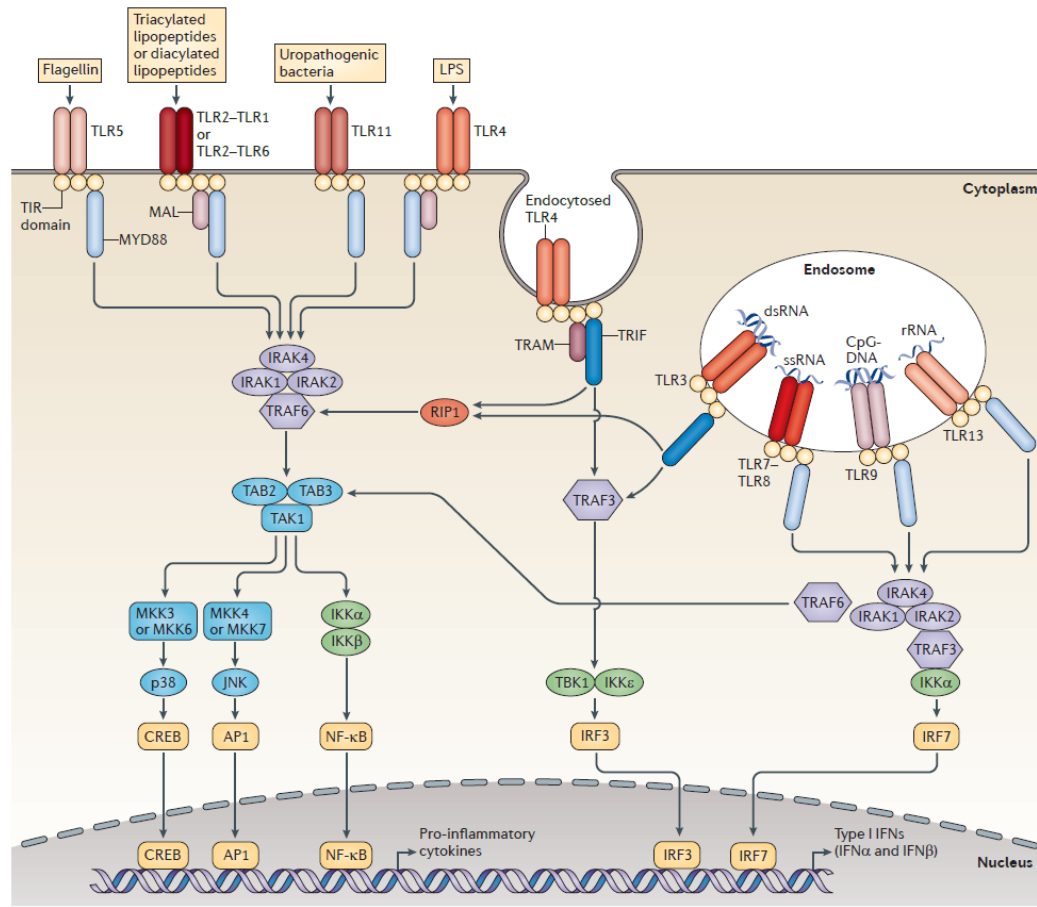 Triacylated
lipopeptides
or diacylated
lipopeptides
Flagellin
Uropathogenic
bacteria
LPS
TLR5
TLR2–TLR1
or
TLR2–TLR6
TLR11
TLR4
Cytoplasm
TIR
domain
MAL
MYD88
Endocytosed
TLR4
Endosome
dsRNA
ssRNA
CpG-
DNA
rRNA
TRAM
TRIF
TLR3
TLR7–
TLR8
TLR9
TLR13
IRAK4
IRAK1
IRAK2
TRAF6
RIP1
TAB2
TAB3
TAK1
TRAF3
MKK3
or MKK6
MKK4
or MKK7
IKKα
IKKβ
TRAF6
IRAK4
IRAK1
IRAK2
TRAF3
IKKα
p38
JNK
TBK1
IKKε
CREB
AP1
NF-κB
IRF3
IRF7
Pro-inflammatory
cytokines
Type I IFNs
(IFNα and IFNβ)
Nucleus
CREB
AP1
NF-κB
IRF3
IRF7